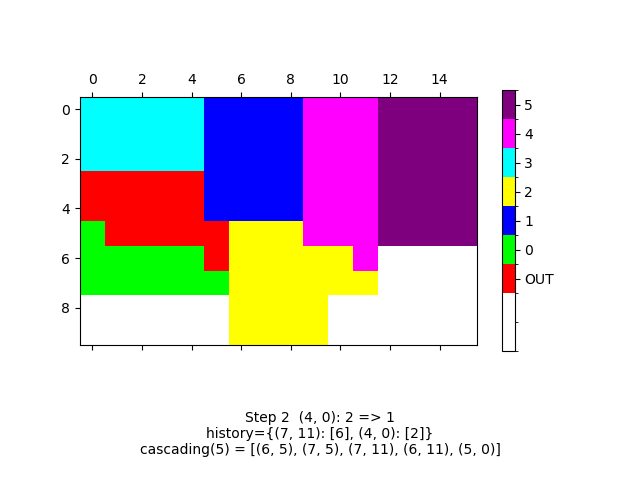 0 2 4 6 8 10 12 14
0
2
4
6
8
5
4
3
2
1
0
OUT
Step 2  (4, 0): 2 => 1
history={(7, 11): [6], (4, 0): [2]}
cascading(5) = [(6, 5), (7, 5), (7, 11), (6, 11), (5, 0)]